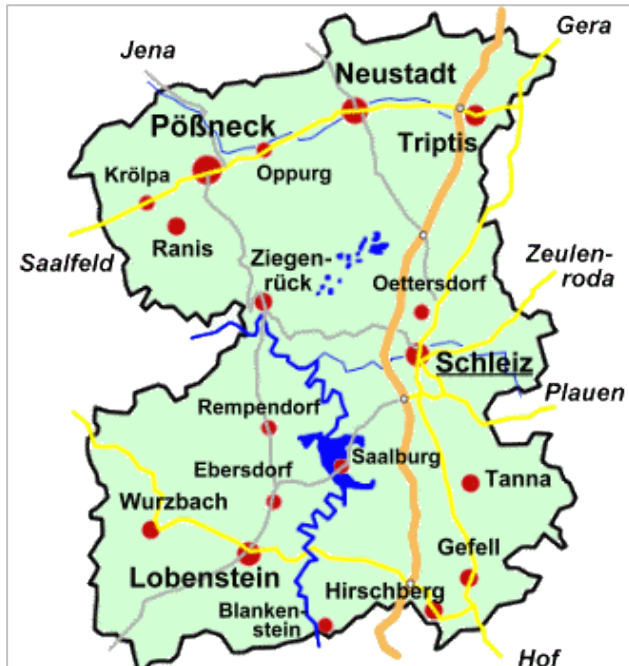 Gera
Jena
Neustadt
Pößneck
Triptis
Oppurg
Krölpa
Ranis
Saalfeld
Ziegen-
rück
Zeulen-
roda
Oettersdorf
Schleiz
Plauen
Rempendorf
Saalburg
Ebersdorf
Tanna
Wurzbach
Gefell
Lobenstein
Hirschberg
Blanken-
stein
Hof